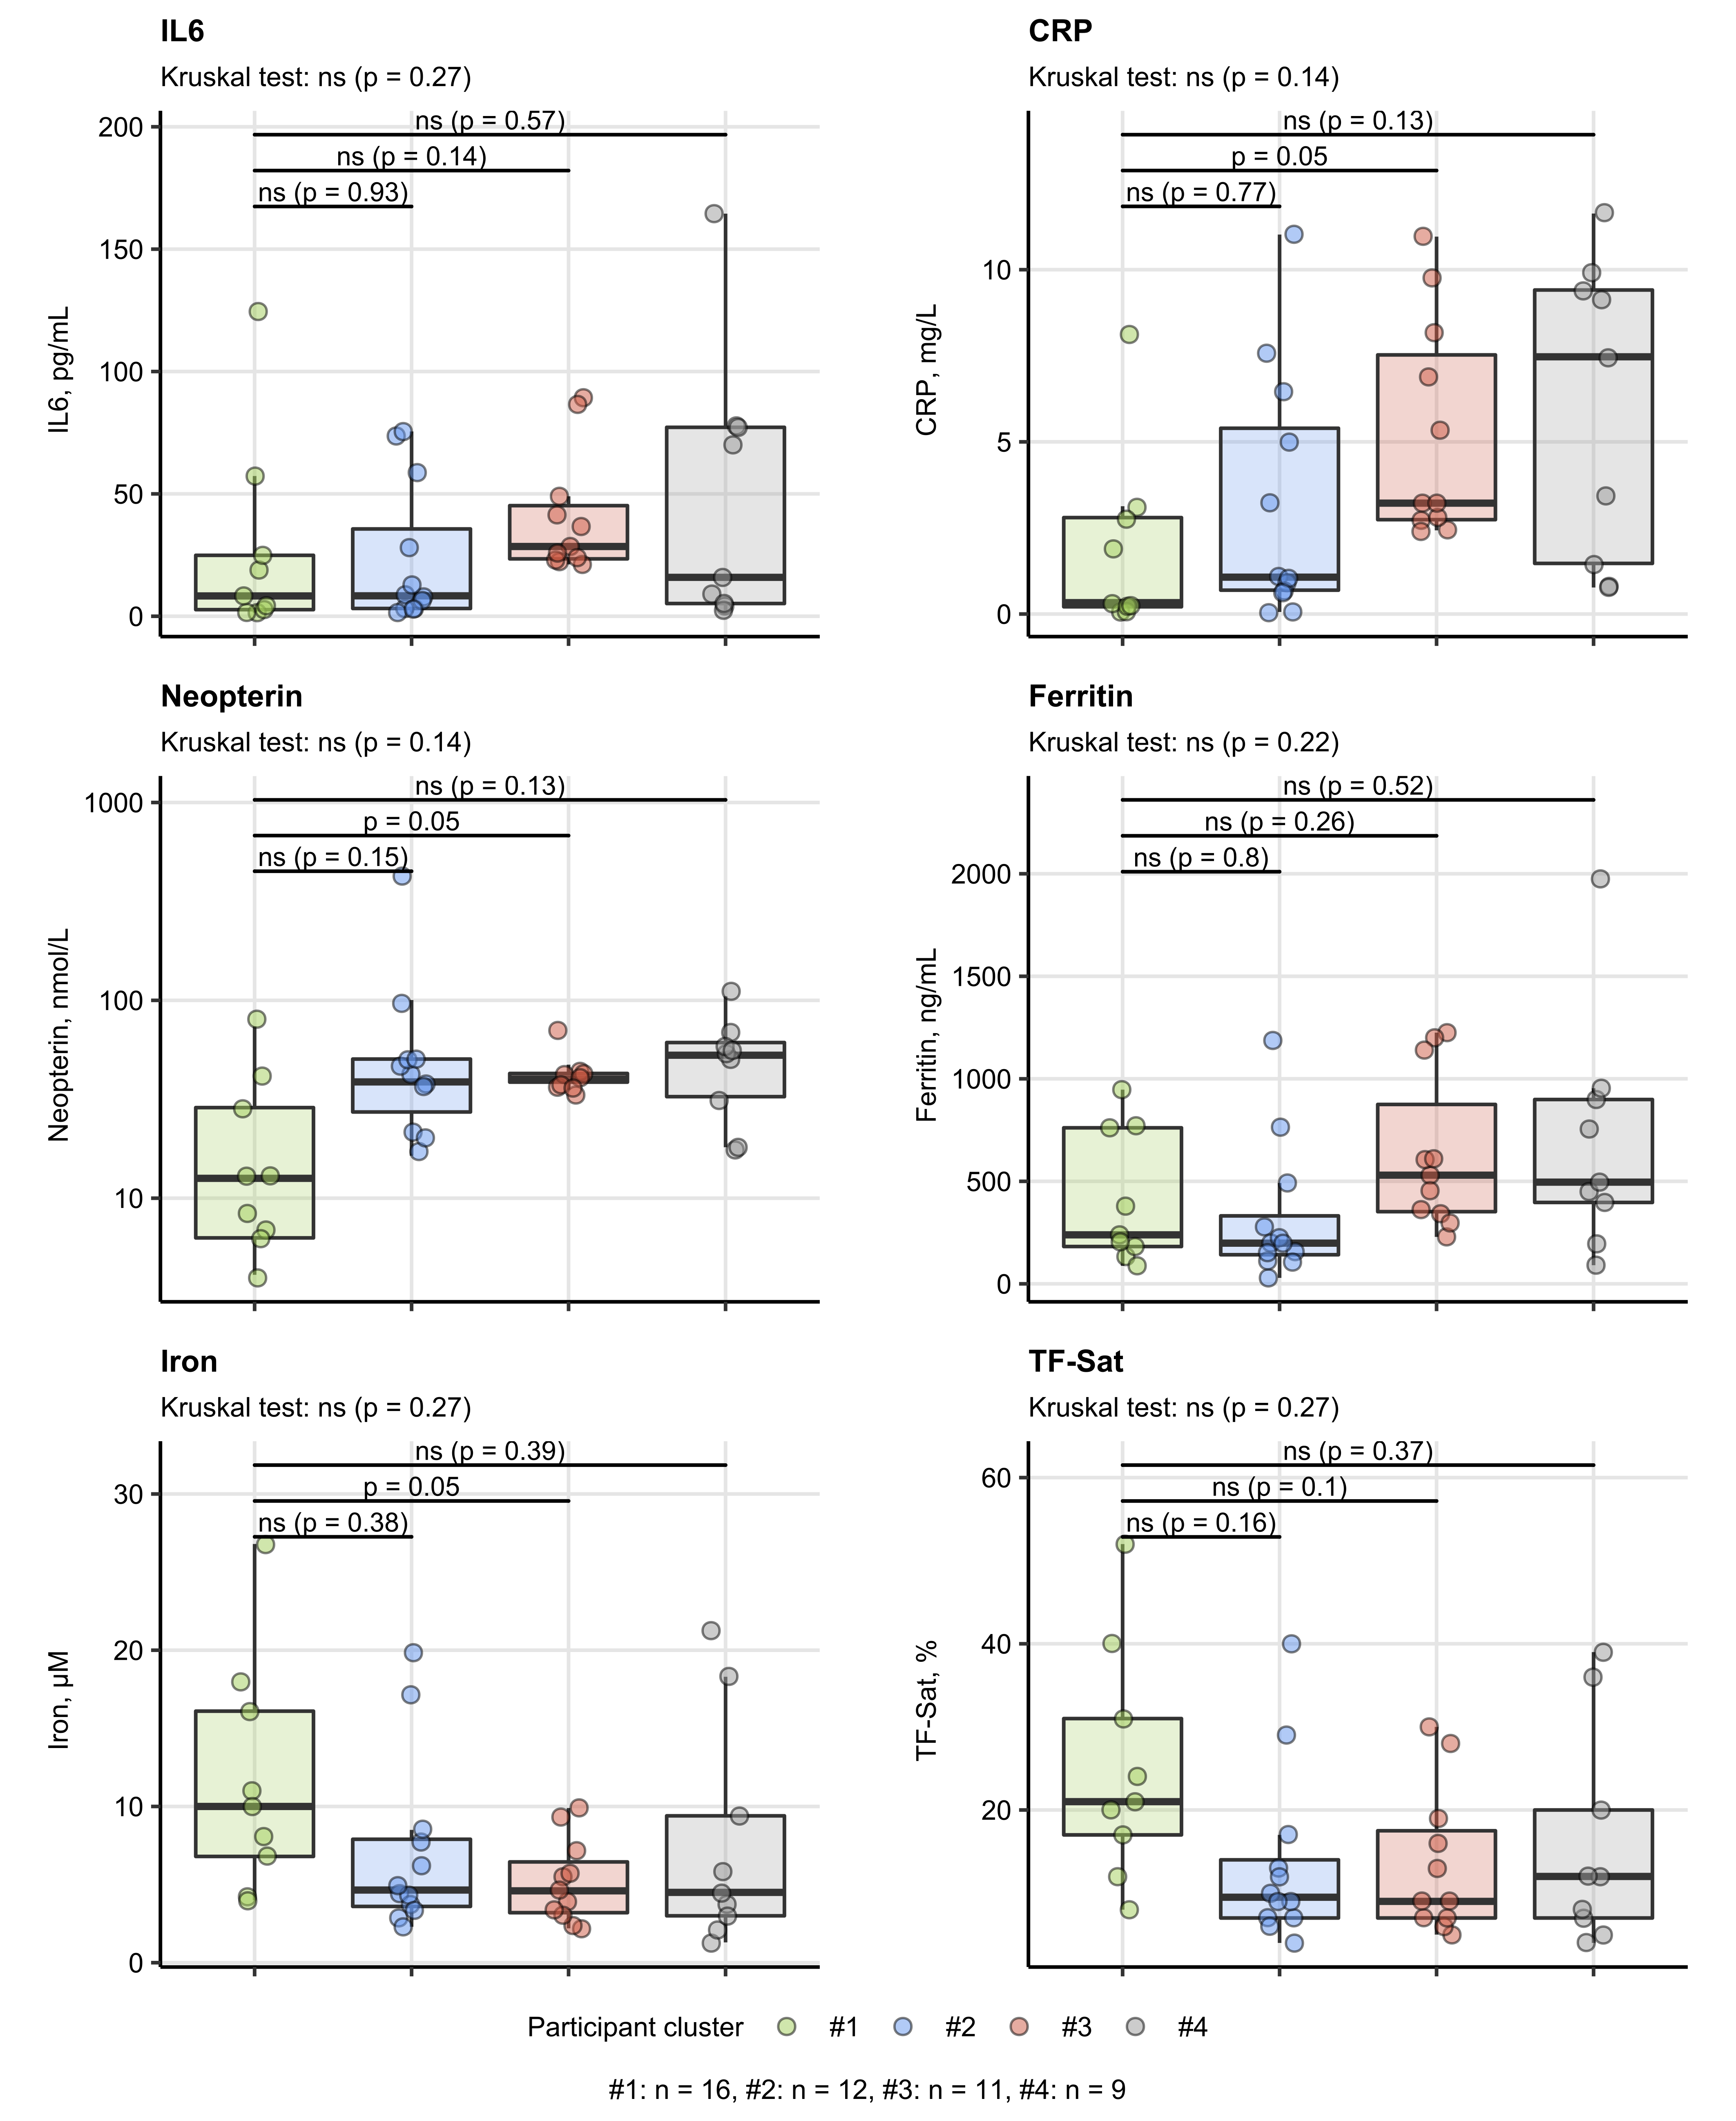 IL6
Kruskal test: ns (p = 0.27)
IL6, pg/mL
200
150
100
50
0
ns (p = 0.57)
ns (p = 0.14)
ns (p = 0.93)
CRP
Kruskal test: ns (p = 0.14)
CRP, mg/L
10
5
0
ns (p = 0.13)
p = 0.05
ns (p = 0.77)
Neopterin
Kruskal test: ns (p = 0.14)
Neopterin, nmol/L
1000
100
10
ns (p = 0.13)
p = 0.05
ns (p = 0.15)
Ferritin
Kruskal test: ns (p = 0.22)
Ferritin, ng/mL
2000
1500
1000
500
0
ns (p = 0.52)
ns (p = 0.26)
ns (p = 0.8)
Iron
Kruskal test: ns (p = 0.27)
Iron, µM
30
20
10
0
ns (p = 0.39)
p = 0.05
ns (p = 0.38)
TF-Sat
Kruskal test: ns (p = 0.27)
TF-Sat, %
60
40
20
ns (p = 0.37)
ns (p = 0.1)
ns (p = 0.16)
Participant cluster #1 #2 #3 #4
#1: n = 16, #2: n = 12, #3: n = 11, #4: n = 9